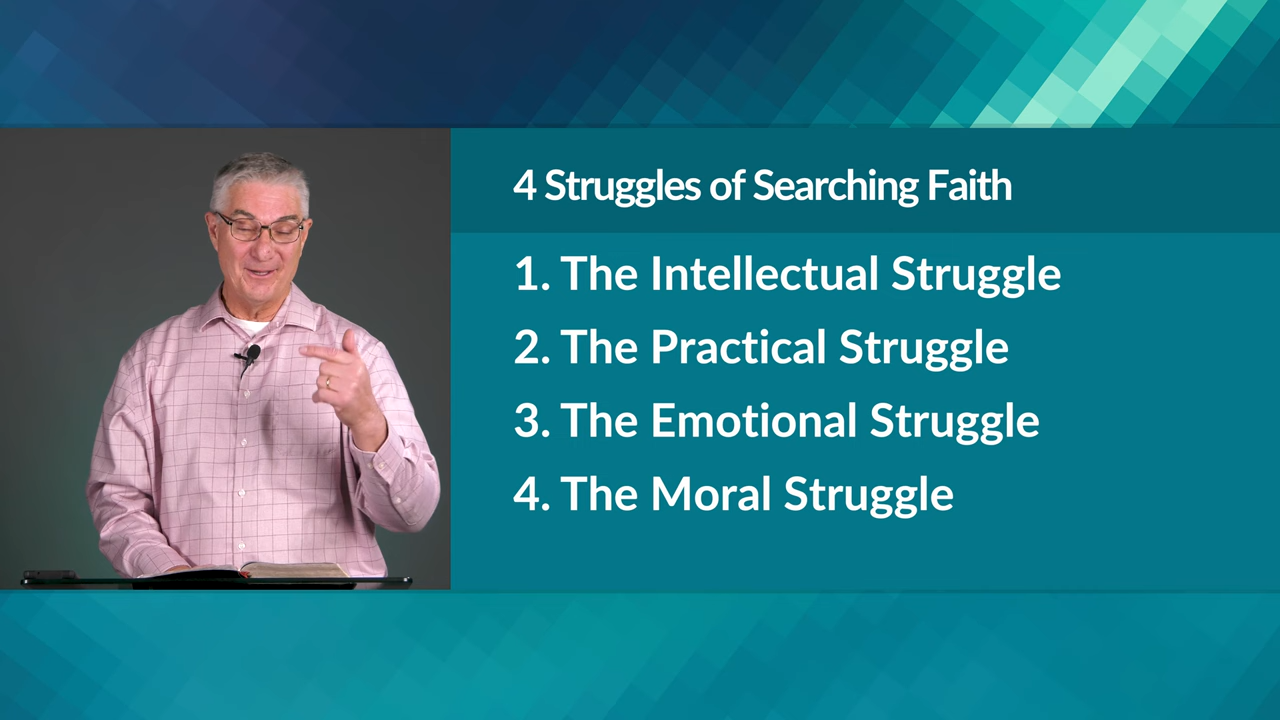 4 Struggles of Searching Faith
1. The Intellectual Struggle
2. The Practical Struggle
3. The Emotional Struggle
4. The Moral Struggle